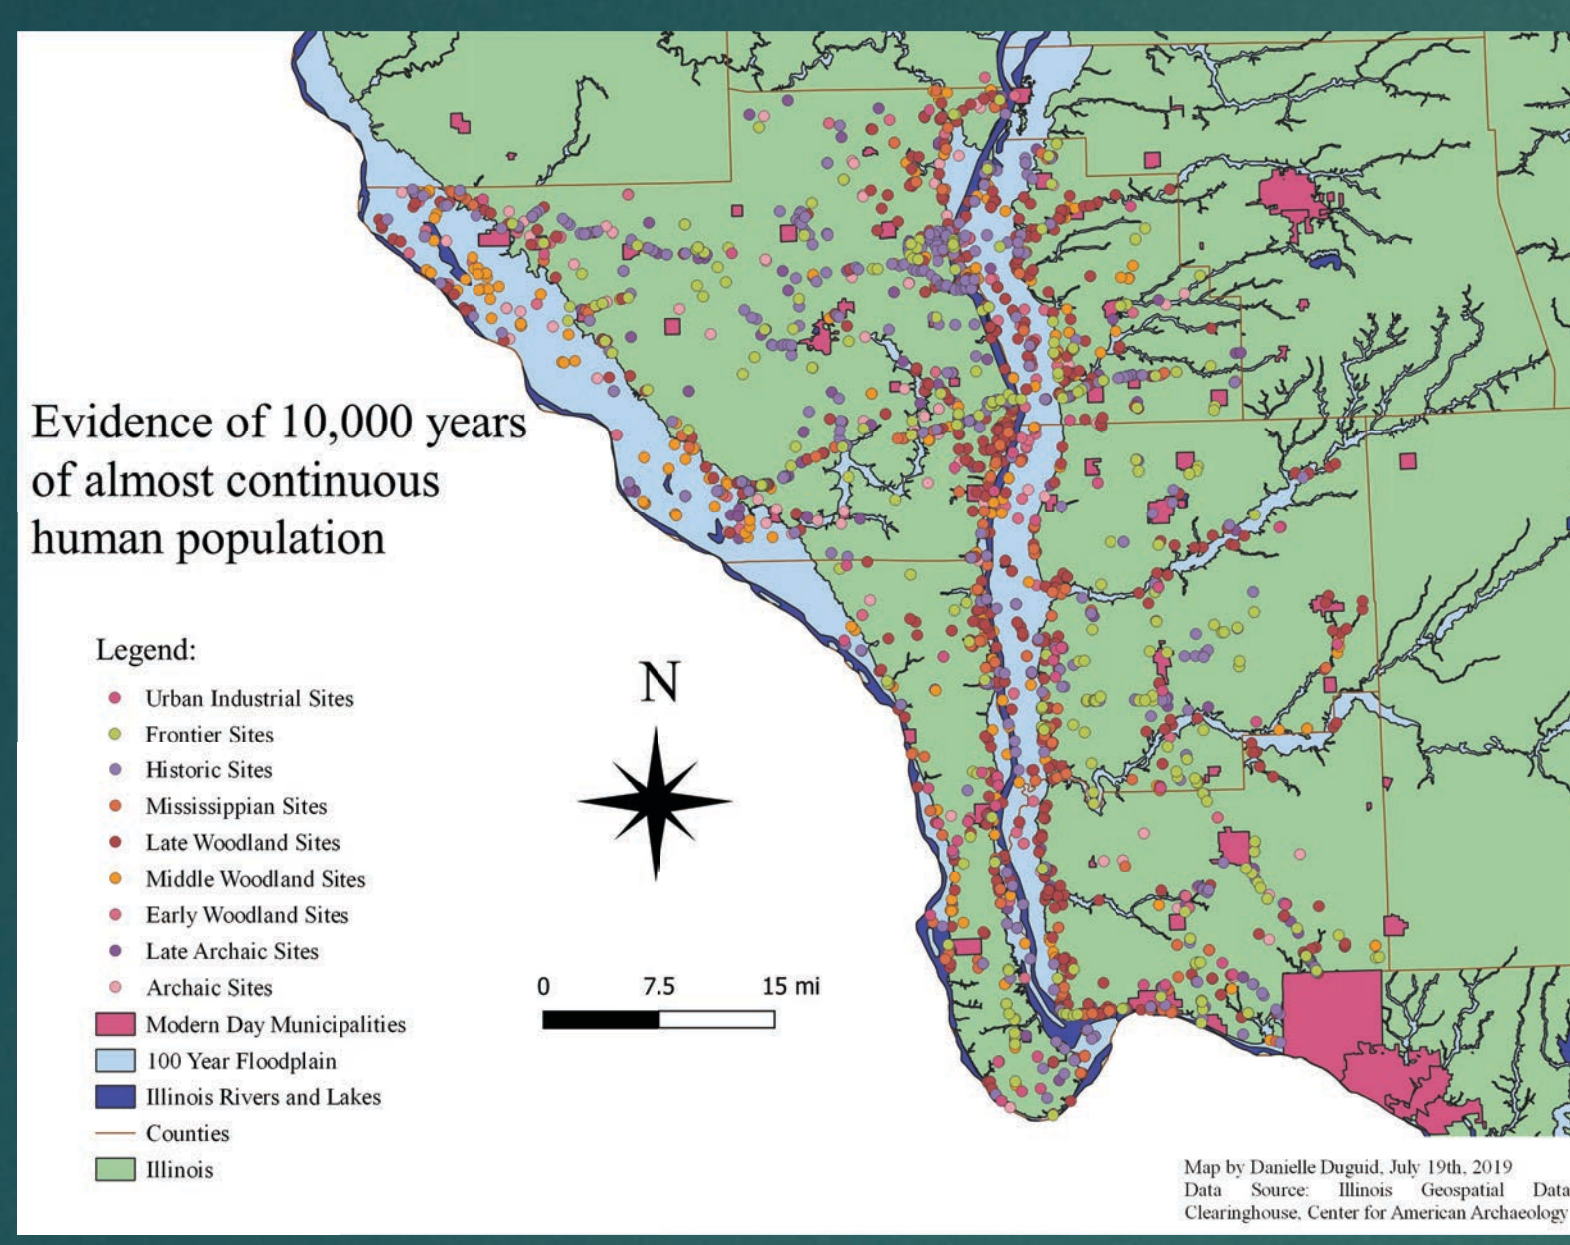 Evidence of 10,000 years
of almost continuous
human population
Legend:
Urban Industrial Sites
Frontier Sites
Historic Sites
Mississippian Sites
Late Woodland Sites
Middle Woodland Sites
Early Woodland Sites
Late Archaic Sites
Archaic Sites
Modern Day Municipalities
100 Year Floodplain
Illinois Rivers and Lakes
Counties
Illinois
N
0 7.5 15 mi
Map by Danielle Duguid, July 19th, 2019
Data Source: Illinois Geospatial Data
Clearinghouse, Center for American Archaeology